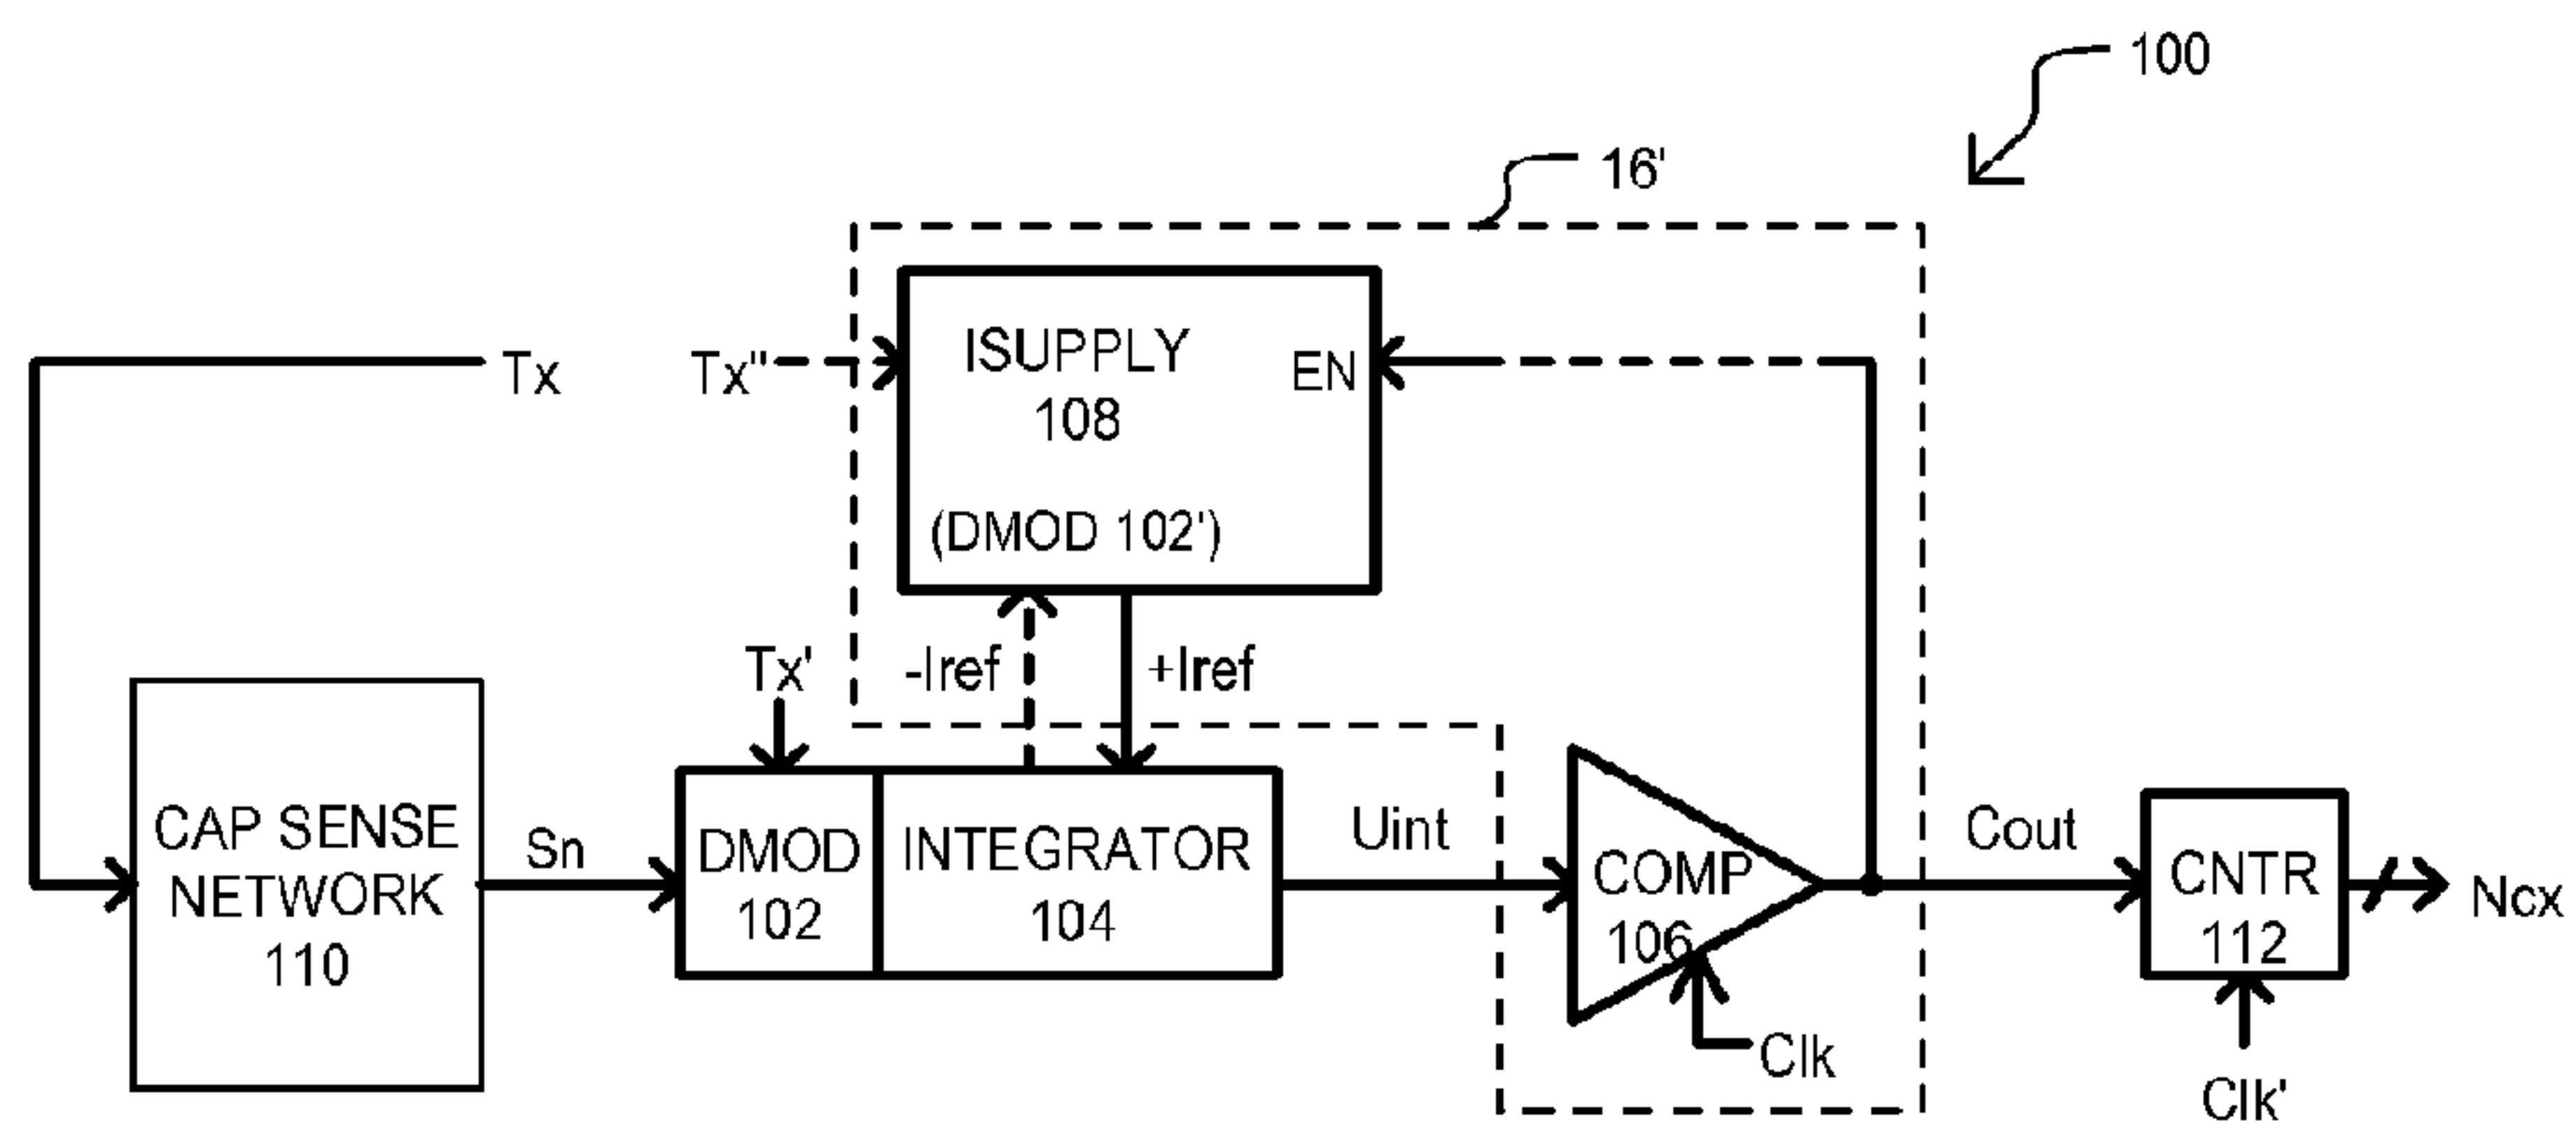 100
16'
ISUPPLY
108
(DMOD 102')
EN
Tx
Tx"
Tx'
-Iref
+Iref
CAP SENSE
NETWORK
110
Sn
DMOD
102
INTEGRATOR
104
Uint
COMP
106
Clk
Cout
CNTR
112
Clk'
Ncx